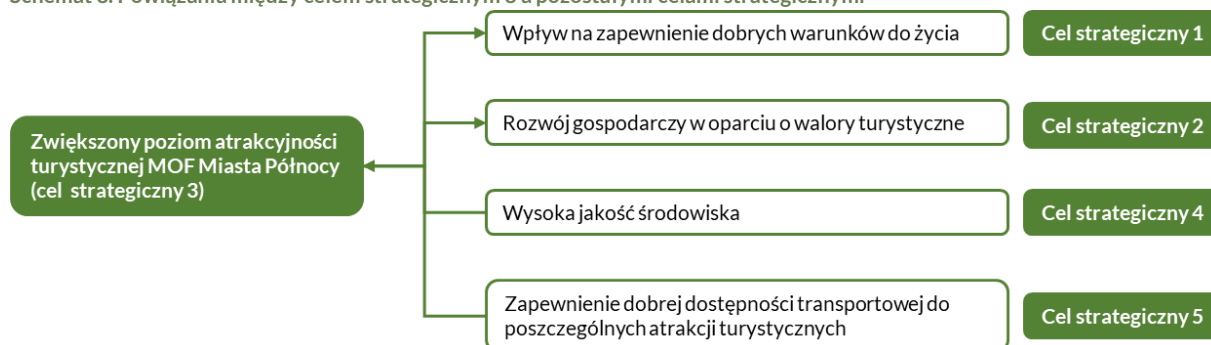 Wpływ na zapewnienie dobrych warunków do życia
Cel strategiczny 1
Rozwój gospodarczy w oparciu o walory turystyczne
Cel strategiczny 2
Zwiększony poziom atrakcyjności
turystycznej MOF Miasta Północy
(cel strategiczny 3)
Wysoka jakość środowiska
Cel strategiczny 4
Zapewnienie dobrej dostępności transportowej do
poszczególnych atrakcji turystycznych
Cel strategiczny 5